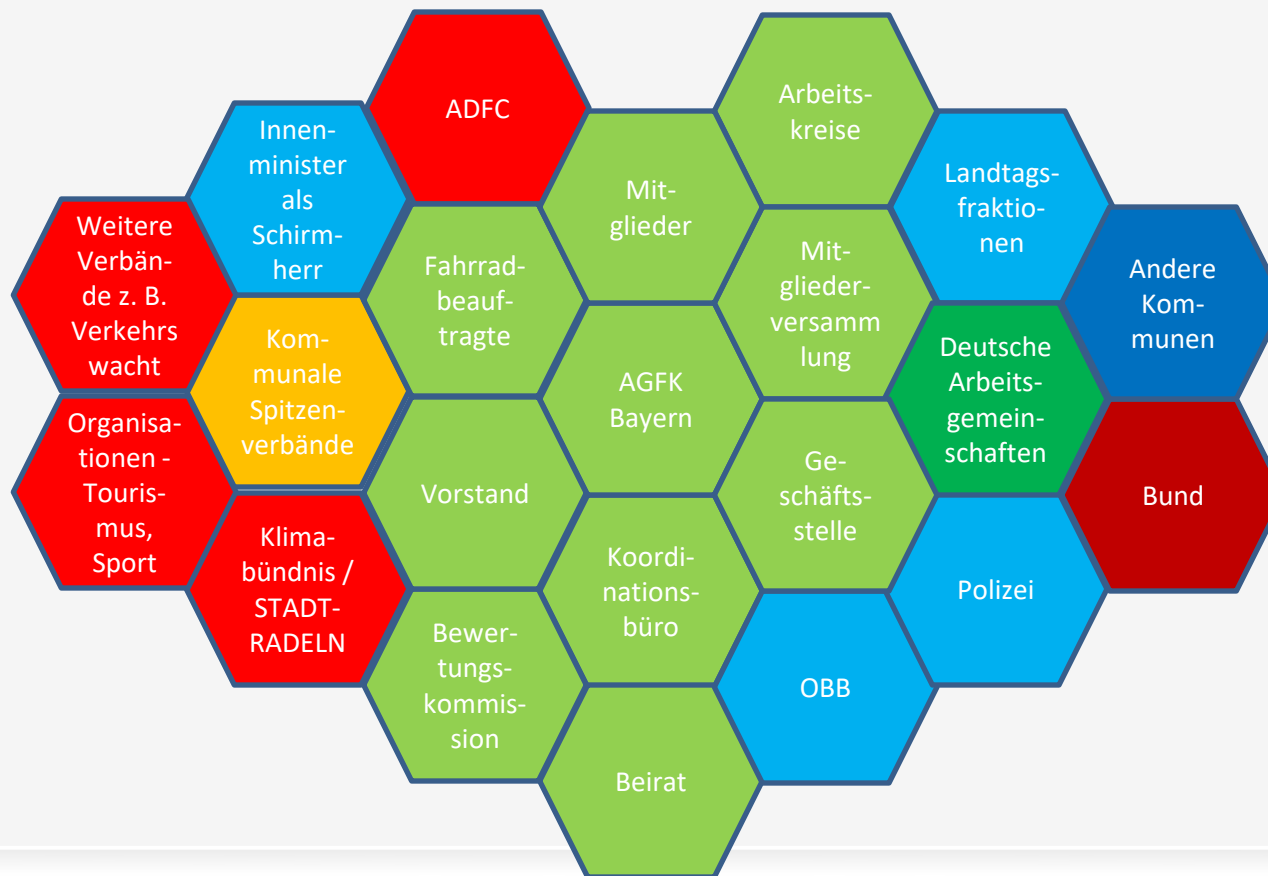 ADFC
Arbeits-
kreise
Innen-
minister
als
Schirm-
herr
Mit-
glieder
Landtags-
fraktio-
nen
Weitere
Verbän-
de z. B.
Verkehrs
wacht
Fahrrad-
beauf-
tragte
Mit-
glieder-
versamm
lung
Andere
Kom-
munen
Kom-
munale
Spitzen-
verbände
AGFK
Bayern
Deutsche
Arbeits-
gemein-
schaften
Organisa-
tionen -
Touris-
mus,
Sport
Vorstand
Ge-
schäfts-
stelle
Bund
Klima-
bündnis /
STADT-
RADELN
Koordi-
nations-
büro
Polizei
Bewer-
tungs-
kommis-
sion
OBB
Beirat